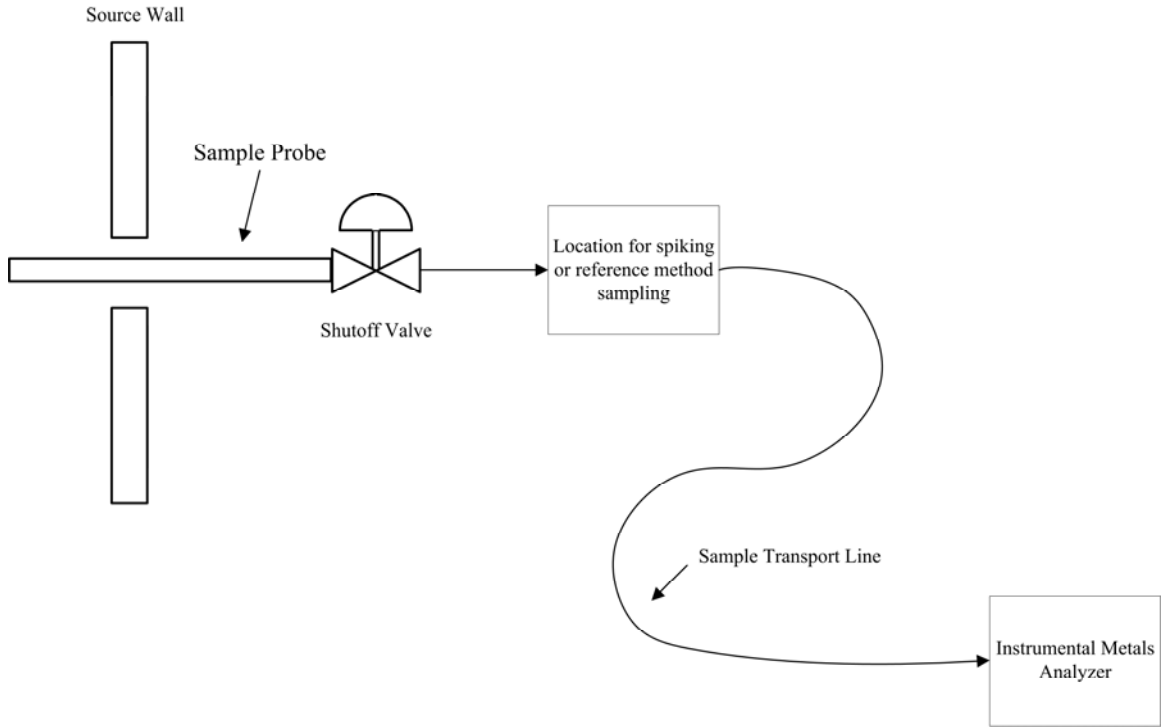 Source Wall
Sample Probe
Shutoff Valve
Location for spiking
or reference method
sampling
Sample Transport Line
Instrumental Metals
Analyzer